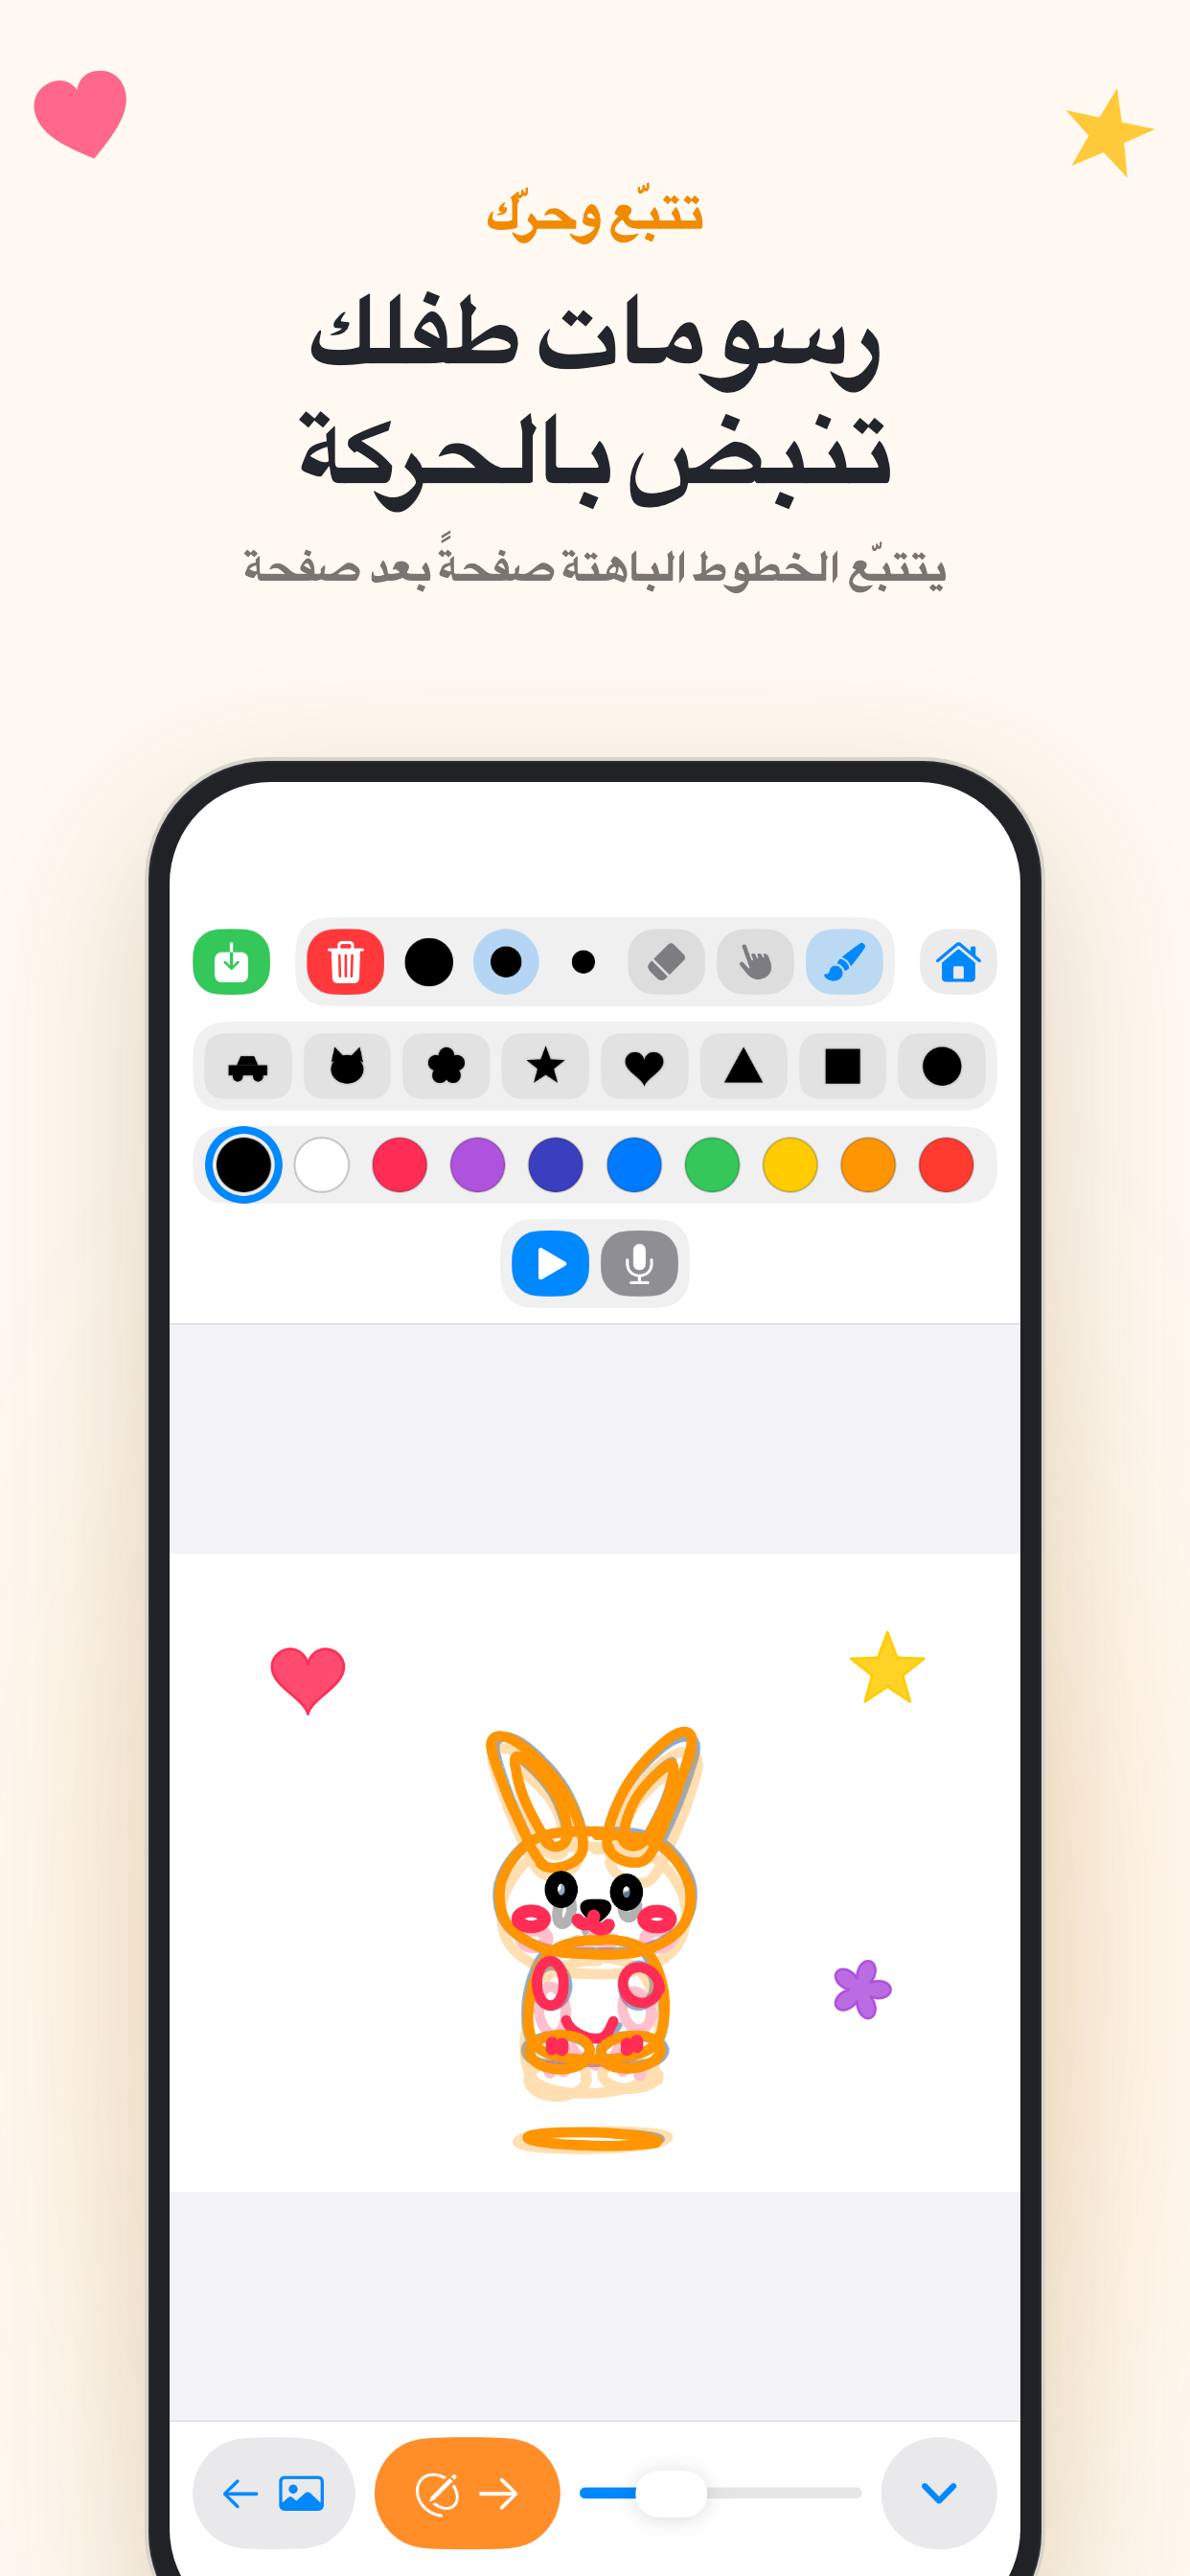 تتبّع وحرّك
رسومات طفلك
تنبض بالحركة
يتتبّع الخطوط الباهتة صفحةً بعد صفحة